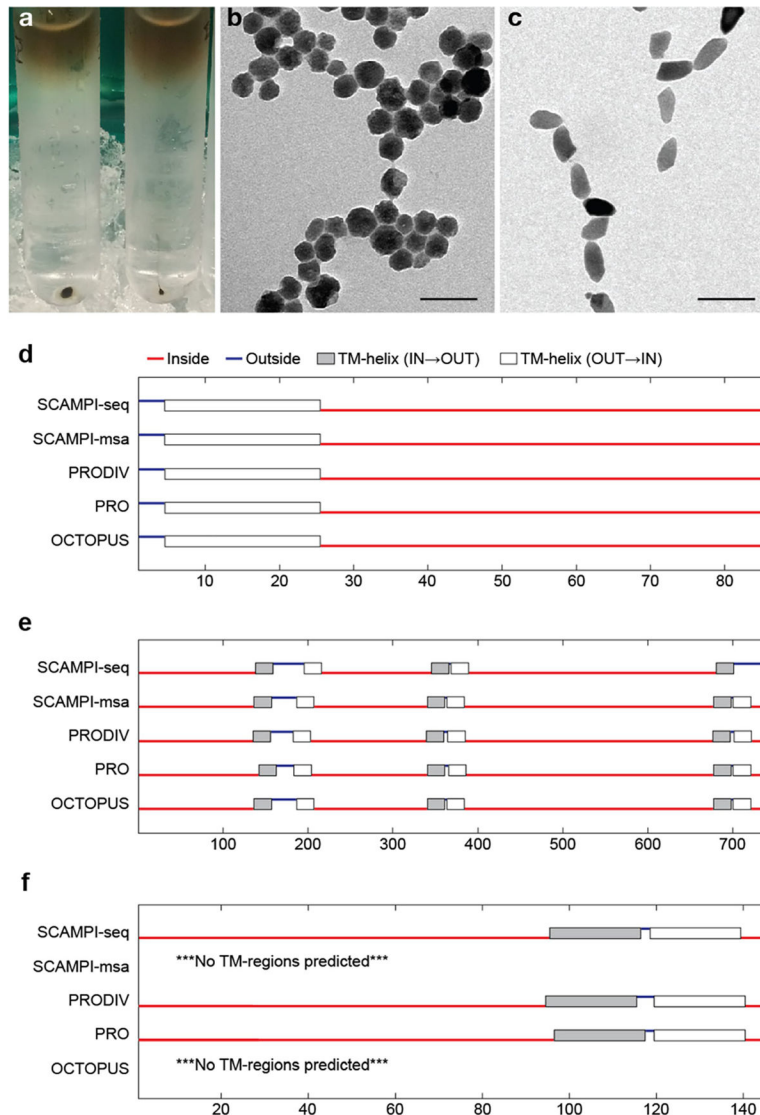 a
b
c
d
Inside Outside TM-helix (IN→OUT) TM-helix (OUT→IN)
SCAMPI-seq
SCAMPI-msa
PRODIV
PRO
OCTOPUS
10 20 30 40 50 60 70 80
e
SCAMPI-seq
SCAMPI-msa
PRODIV
PRO
OCTOPUS
100 200 300 400 500 600 700
f
SCAMPI-seq
SCAMPI-msa ***No TM-regions predicted***
PRODIV
PRO
OCTOPUS ***No TM-regions predicted***
20 40 60 80 100 120 140